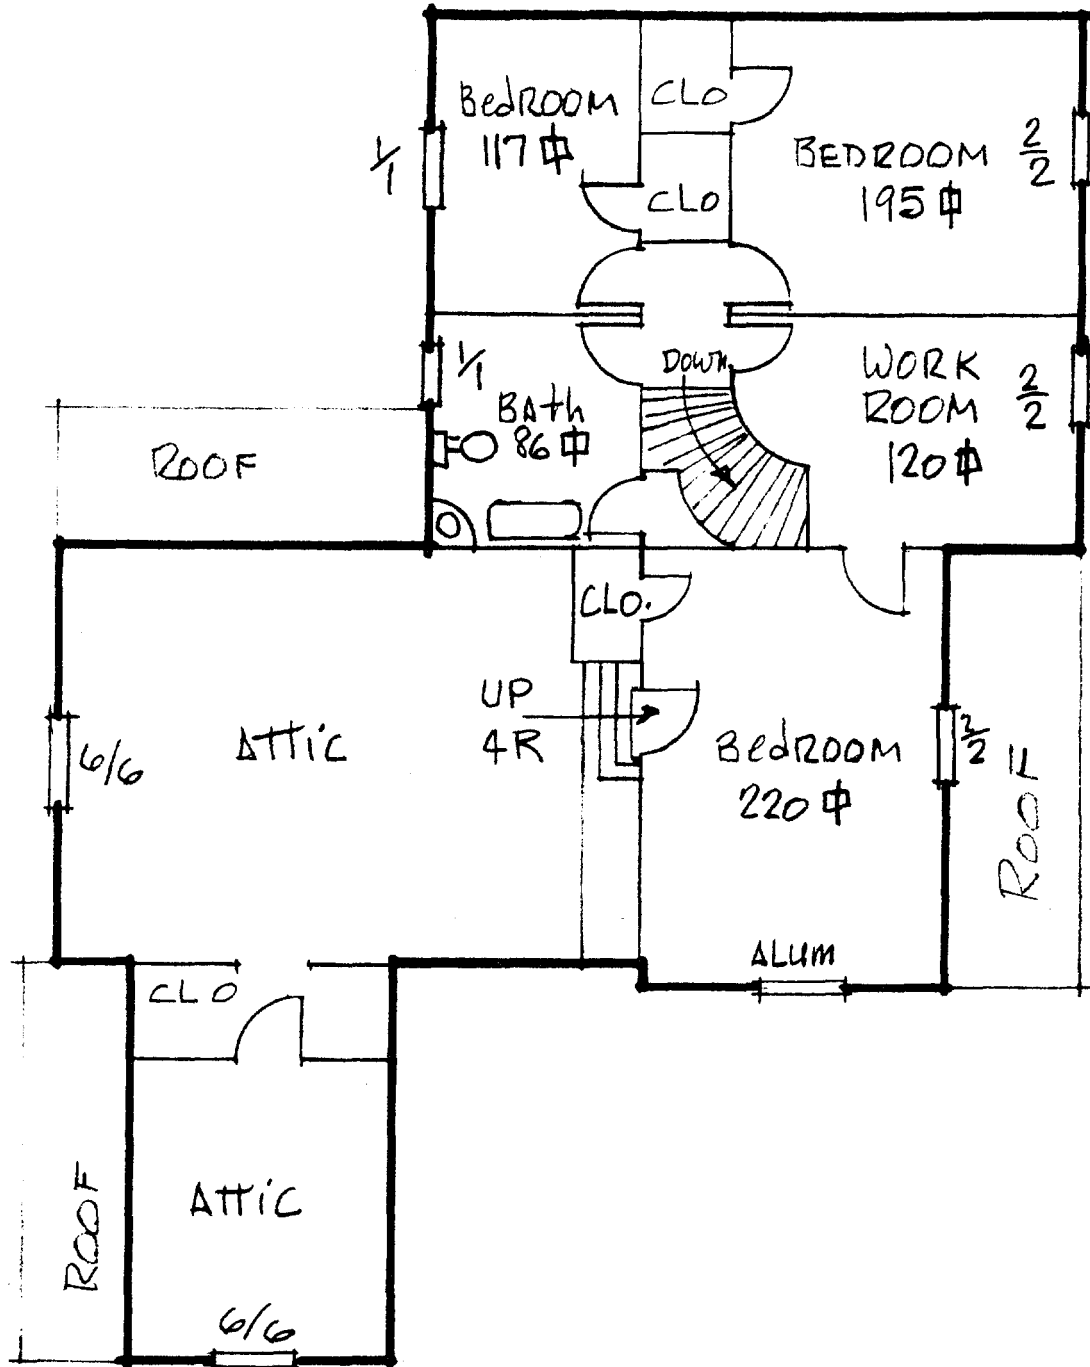 BedROOM
117 ⏍
CLO
BEDROOM
195 ⏍
2/2
1/1
CLO
1/1
DOWN
WORK
ROOM
120 ⏍
2/2
BAth
86 ⏍
ROOF
CLO.
UP
4R
ATTiC
6/6
BedROOM
220 ⏍
2/2
ROOF
ALUM
CLO
ATTiC
ROOF
6/6